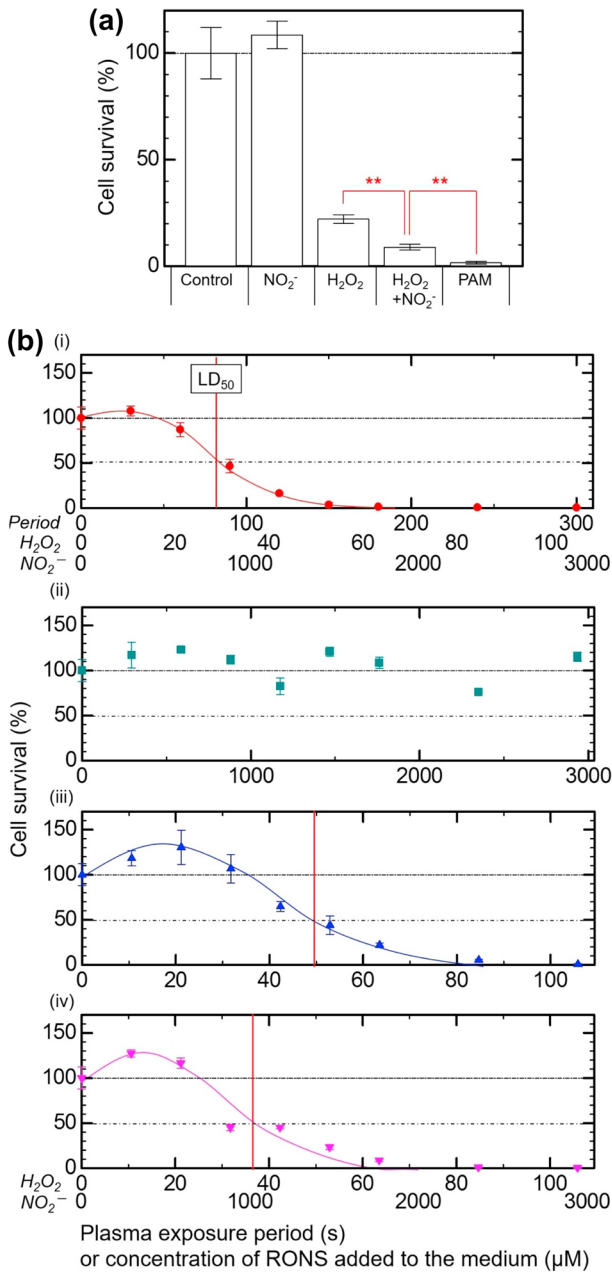 (a)
Cell survival (%)
100
50
0
Control NO₂⁻ H₂O₂ H₂O₂ +NO₂⁻ PAM
** **
(b) (i)
LD₅₀
150
100
50
0
Period 0 100 200 300
H₂O₂ 0 20 40 60 80 100
NO₂⁻ 0 1000 2000 3000
(ii)
150
100
50
0
0 1000 2000 3000
Cell survival (%)
(iii)
150
100
50
0
0 20 40 60 80 100
(iv)
150
100
50
0
H₂O₂ 0 20 40 60 80 100
NO₂⁻ 0 1000 2000 3000
Plasma exposure period (s)
or concentration of RONS added to the medium (µM)